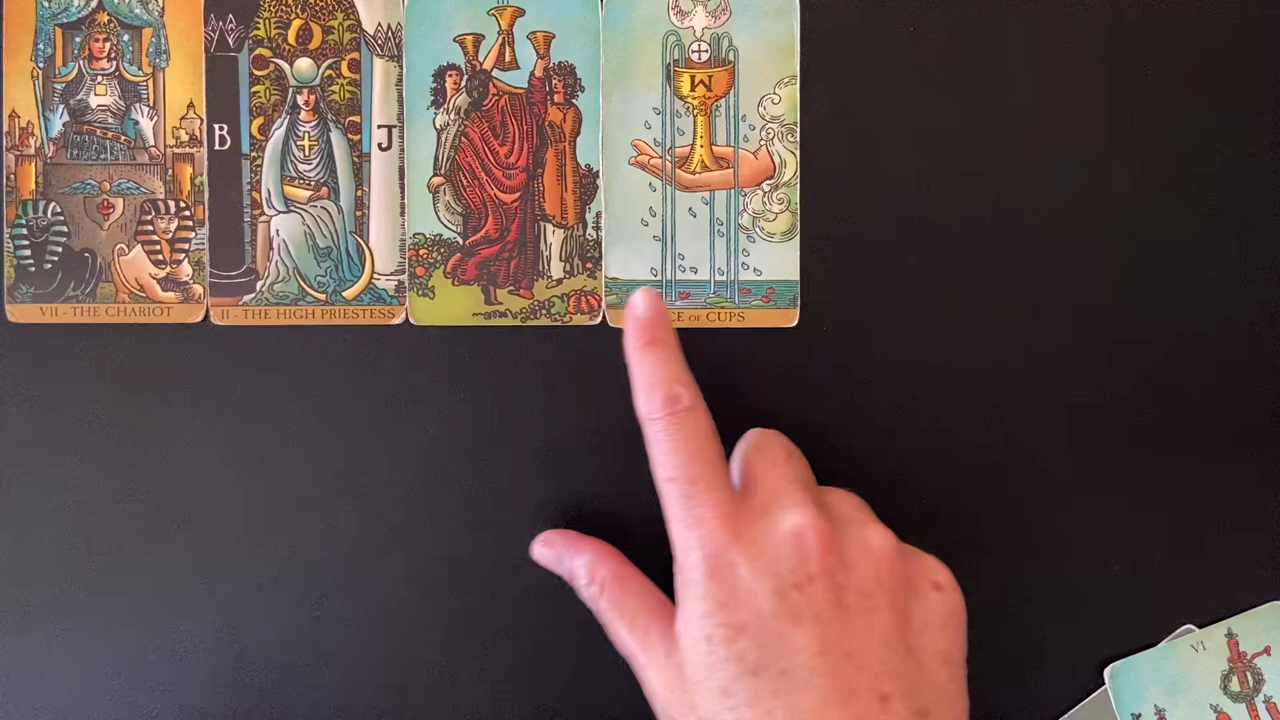 B
J
W
VII - THE CHARIOT
II - THE HIGH PRIESTESS
CE OF CUPS
VI